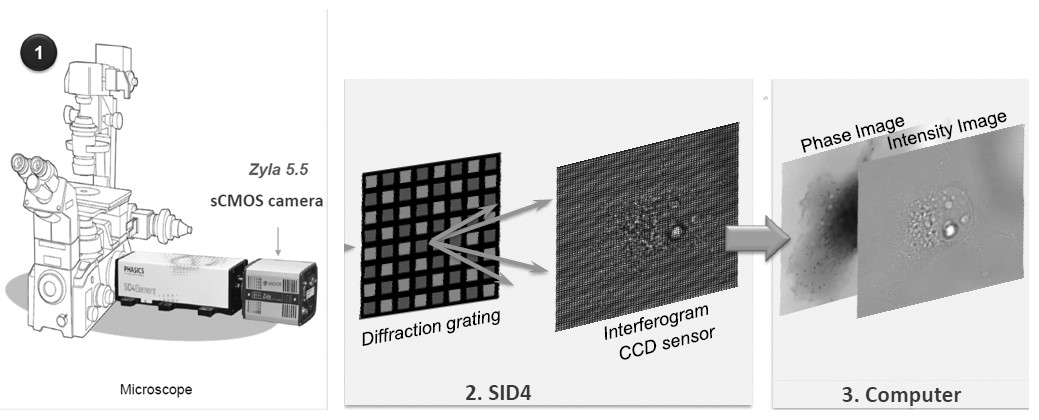 1
Zyla 5.5
sCMOS camera
PHASICS
SID4Element
ANDOR
Zyla
Microscope
Diffraction grating
Interferogram
CCD sensor
2. SID4
Phase Image
Intensity Image
3. Computer